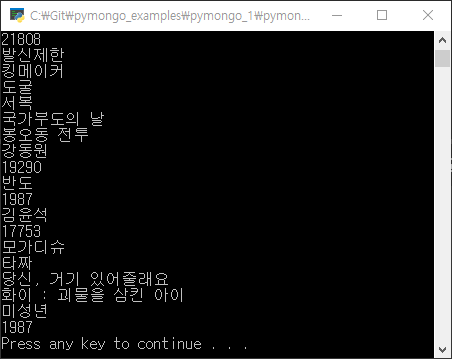 C:₩Git₩pymongo_examples₩pymongo_1₩pymon...
21808
발신제한
킹메이커
도굴
서복
국가부도의 날
봉오동 전투
강동원
19290
반도
1987
김윤석
17753
모가디슈
타짜
당신, 거기 있어줄래요
화이 : 괴물을 삼킨 아이
미성년
1987
Press any key to continue . . .